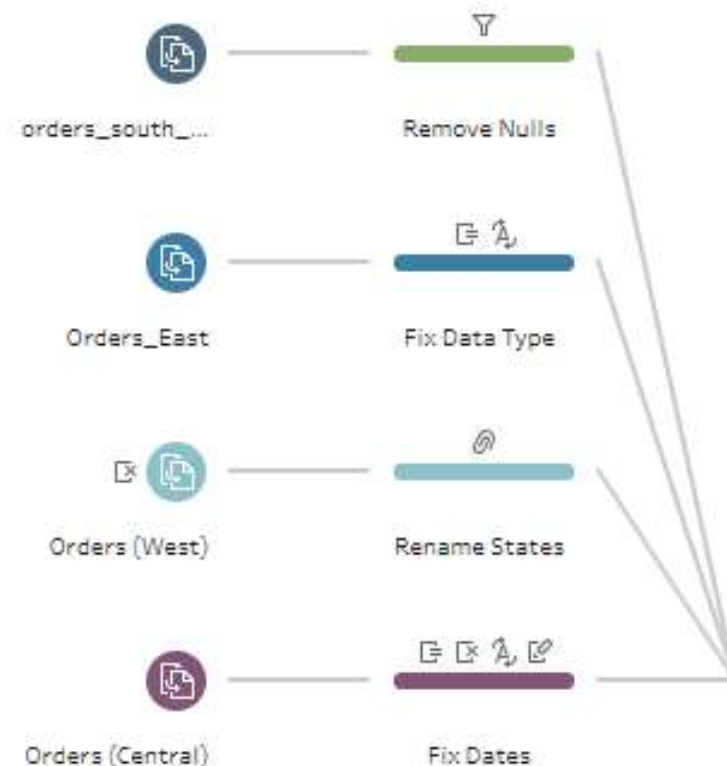 orders_south_...
Remove Nulls
Orders_East
Fix Data Type
Orders (West)
Rename States
Orders (Central)
Fix Dates